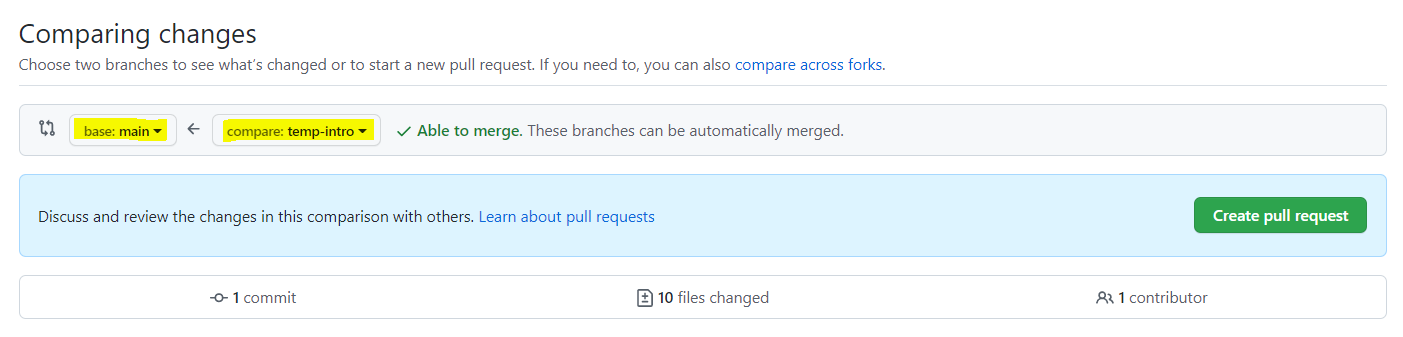 Comparing changes
Choose two branches to see what’s changed or to start a new pull request. If you need to, you can also compare across forks.
base: main compare: temp-intro Able to merge. These branches can be automatically merged.
Discuss and review the changes in this comparison with others. Learn about pull requests Create pull request
1 commit 10 files changed 1 contributor